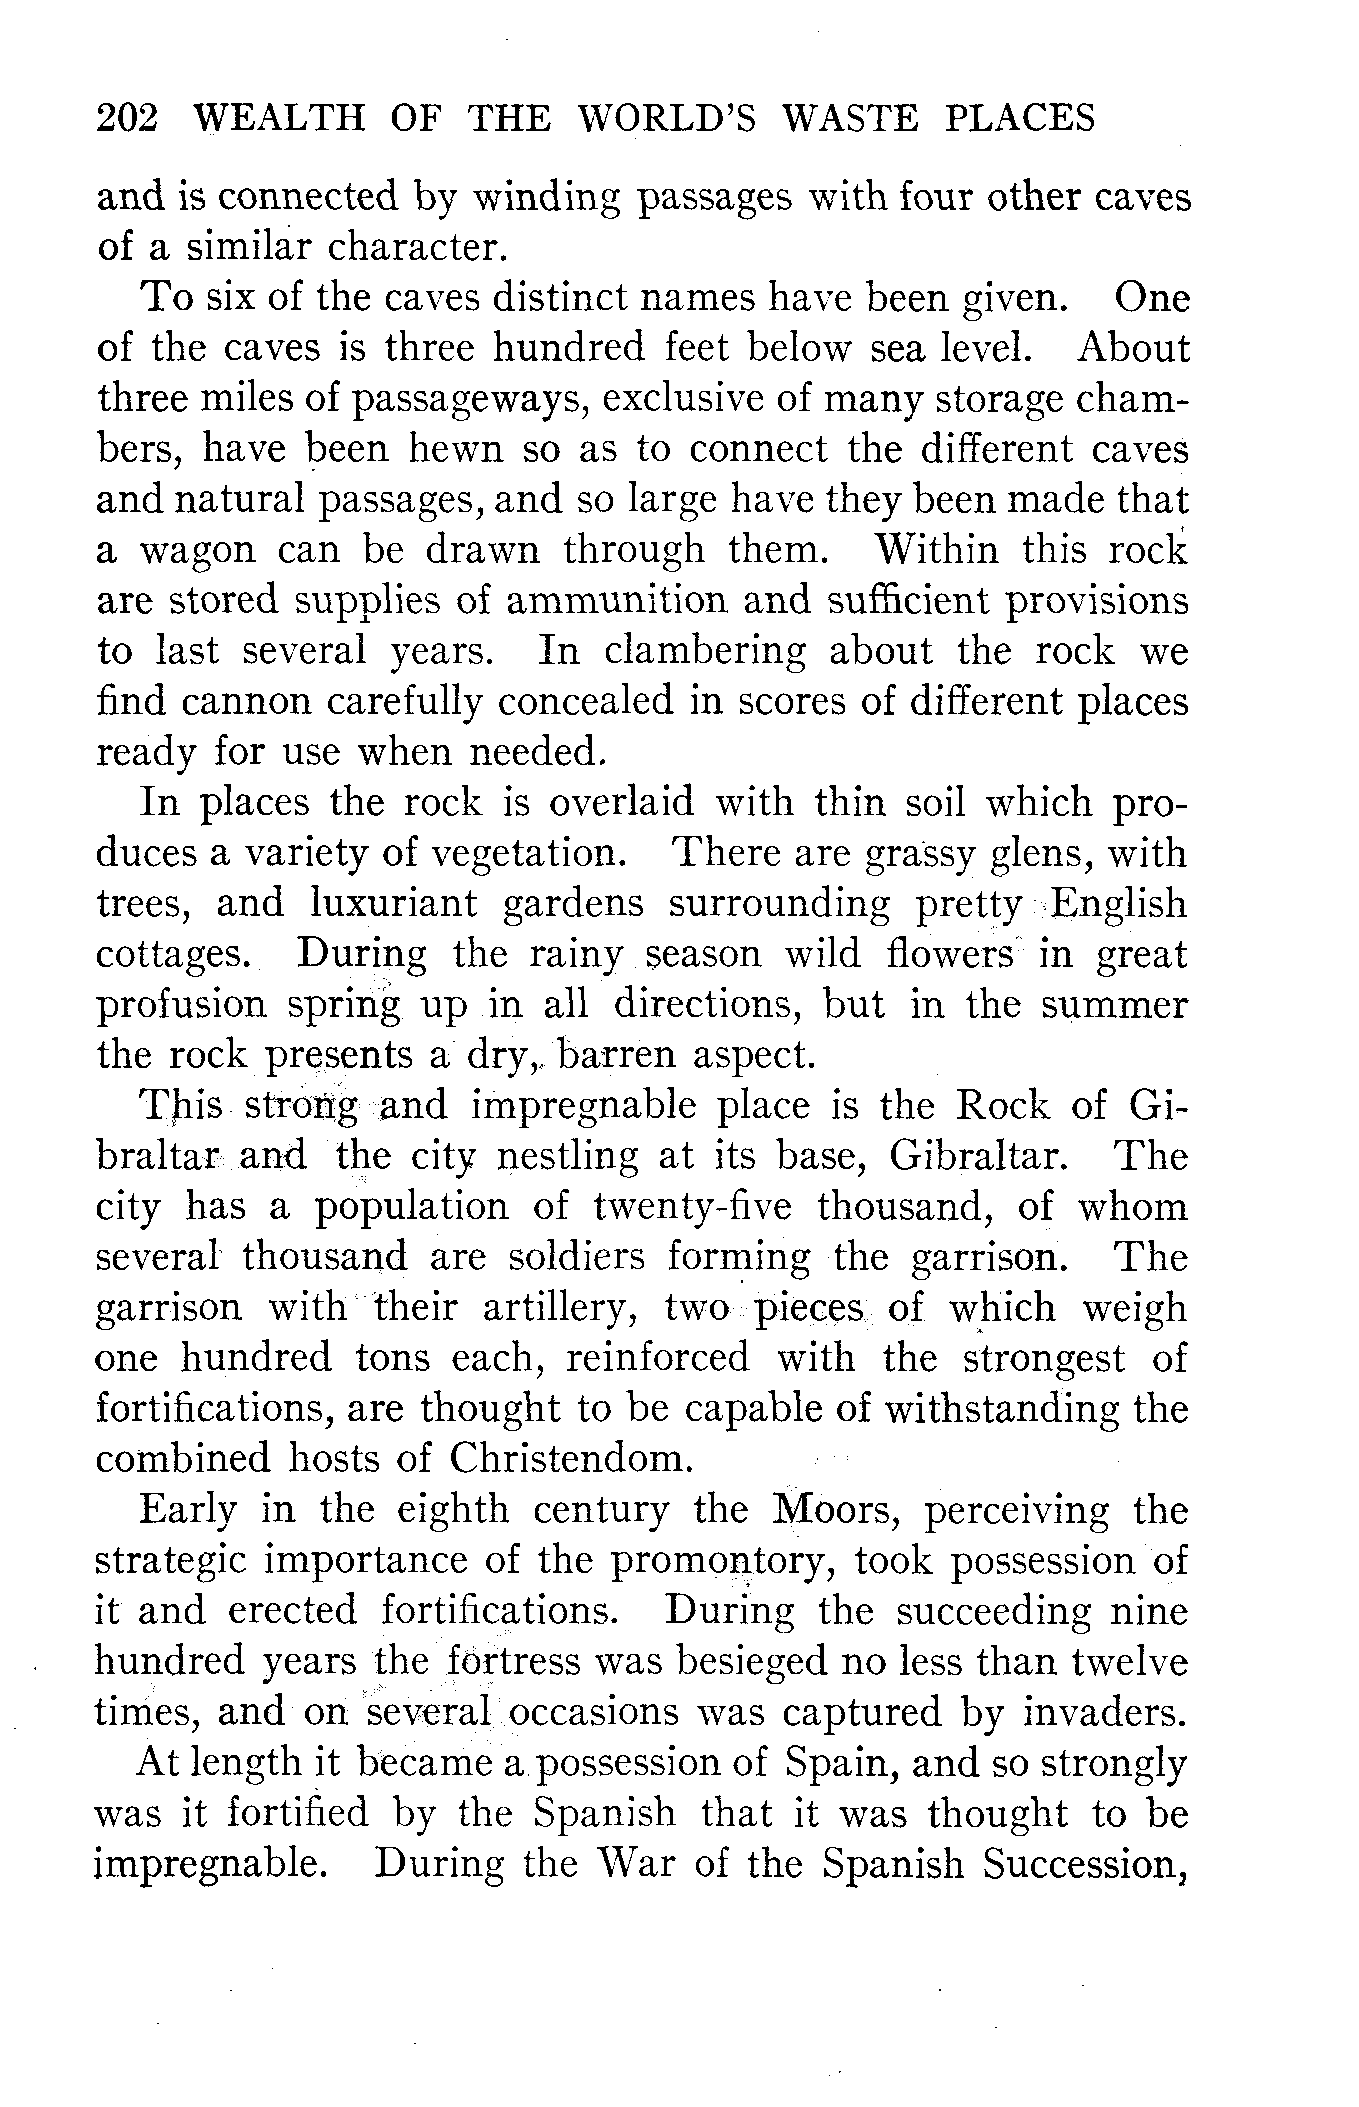 202 WEALTH OF THE WORLD'S WASTE PLACES
and is connected by winding passages with four other caves
of a similar character.
To six of the caves distinct names have been given. One
of the caves is three hundred feet below sea level. About
three miles of passageways, exclusive of many storage cham-
bers, have been hewn so as to connect the different caves
and natural passages, and so large have they been made that
a wagon can be drawn through them. Within this rock
are stored supplies of ammunition and sufficient provisions
to last several years. In clambering about the rock we
find cannon carefully concealed in scores of different places
ready for use when needed.
In places the rock is overlaid with thin soil which pro-
duces a variety of vegetation. There are grassy glens, with
trees, and luxuriant gardens surrounding pretty English
cottages. During the rainy season wild flowers in great
profusion spring up in all directions, but in the summer
the rock presents a dry, barren aspect.
This strong and impregnable place is the Rock of Gi-
braltar and the city nestling at its base, Gibraltar. The
city has a population of twenty-five thousand, of whom
several thousand are soldiers forming the garrison. The
garrison with their artillery, two pieces of which weigh
one hundred tons each, reinforced with the strongest of
fortifications, are thought to be capable of withstanding the
combined hosts of Christendom.
Early in the eighth century the Moors, perceiving the
strategic importance of the promontory, took possession of
it and erected fortifications. During the succeeding nine
hundred years the fortress was besieged no less than twelve
times, and on several occasions was captured by invaders.
At length it became a possession of Spain, and so strongly
was it fortified by the Spanish that it was thought to be
impregnable. During the War of the Spanish Succession,